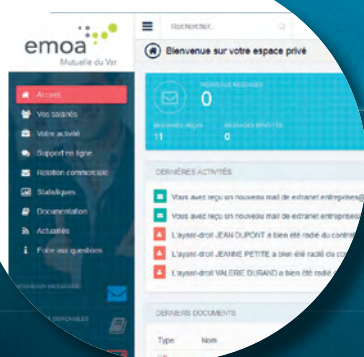 emoa
Mutuelle du Var
Rechercher.
Bienvenue sur votre espace privé
Accueil
Vos salariés
Votre activité
Support en ligne
Relation commerciale
Statistiques
Documentation
Actualités
Foire aux questions
NOUVEAUX MESSAGES
0
MESSAGES REÇUS
MESSAGES ENVOYÉS
11
0
DERNIÈRES ACTIVITÉS
Vous avez reçu un nouveau mail de extranet entreprises@
Vous avez reçu un nouveau mail de extranet entreprises
L'ayant-droit JEAN DUPONT a bien été radié du contrat
L'ayant-droit JEANNE PETITE a bien été radié du co
L'ayant-droit VALERIE DURAND a bien été radié
DERNIERS DOCUMENTS
Type
Nom